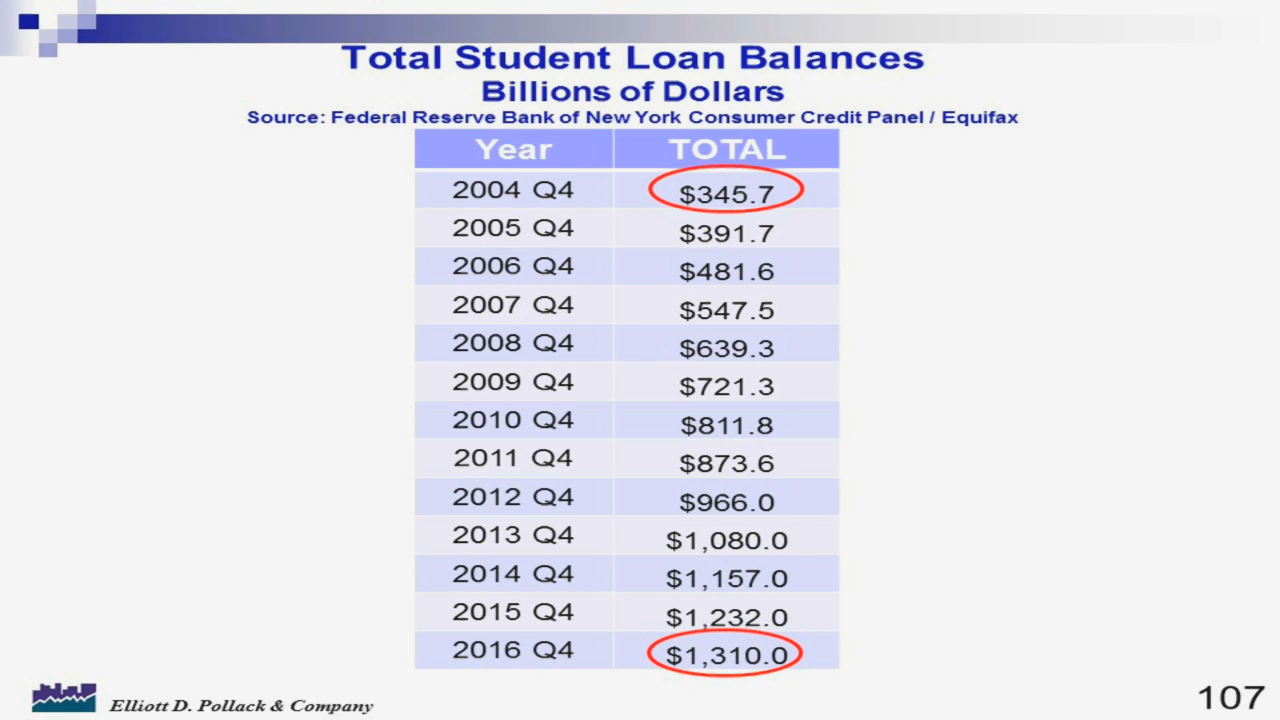 Total Student Loan Balances
Billions of Dollars
Source: Federal Reserve Bank of New York Consumer Credit Panel / Equifax
Year TOTAL
2004 Q4 $345.7
2005 Q4 $391.7
2006 Q4 $481.6
2007 Q4 $547.5
2008 Q4 $639.3
2009 Q4 $721.3
2010 Q4 $811.8
2011 Q4 $873.6
2012 Q4 $966.0
2013 Q4 $1,080.0
2014 Q4 $1,157.0
2015 Q4 $1,232.0
2016 Q4 $1,310.0
Elliott D. Pollack & Company
107